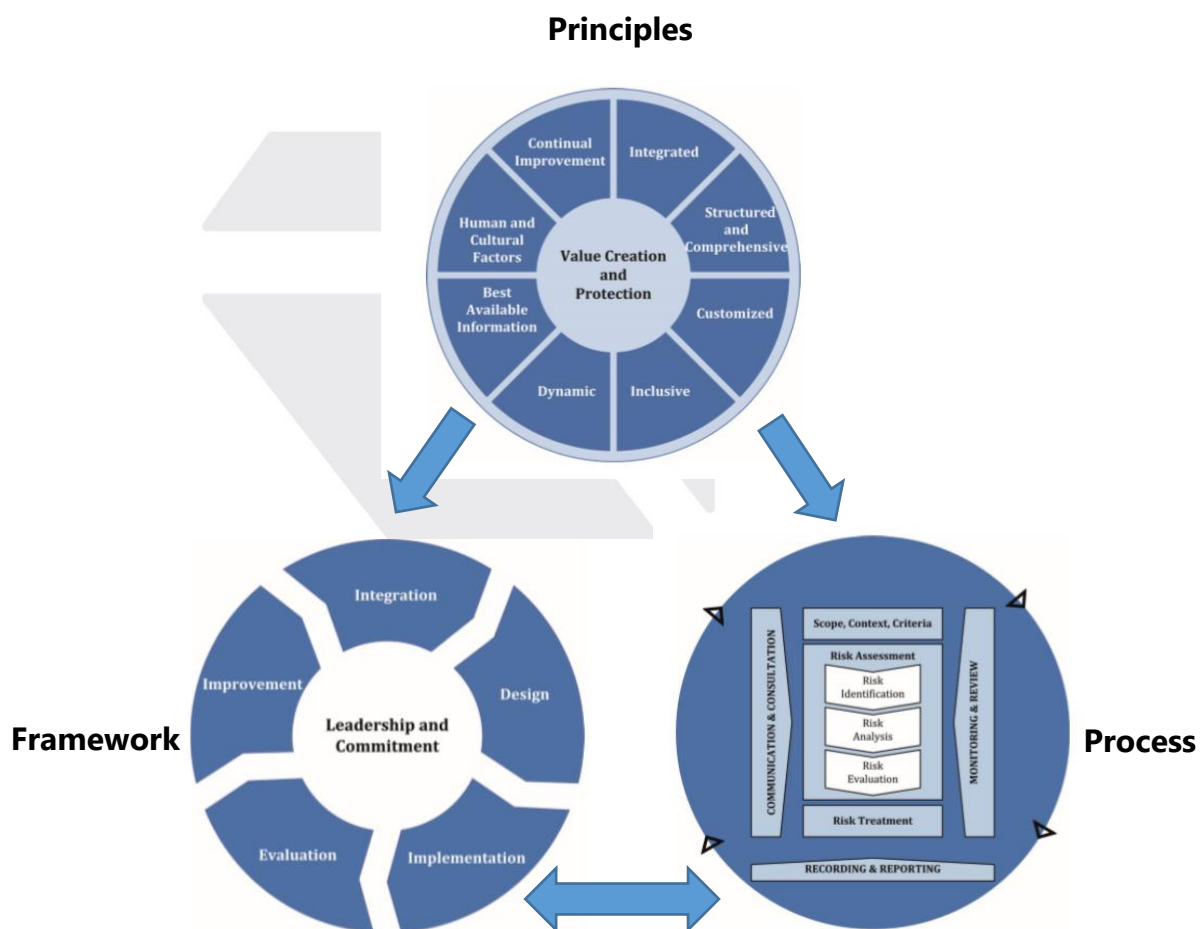 Principles
Continual
Improvement
Integrated
Structured
and
Comprehensive
Customized
Inclusive
Dynamic
Best
Available
Information
Human and
Cultural
Factors
Value Creation
and
Protection
Framework
Integration
Design
Implementation
Evaluation
Improvement
Leadership and
Commitment
Process
Scope, Context, Criteria
Risk Assessment
Risk
Identification
Risk
Analysis
Risk
Evaluation
Risk Treatment
COMMUNICATION & CONSULTATION
MONITORING & REVIEW
RECORDING & REPORTING